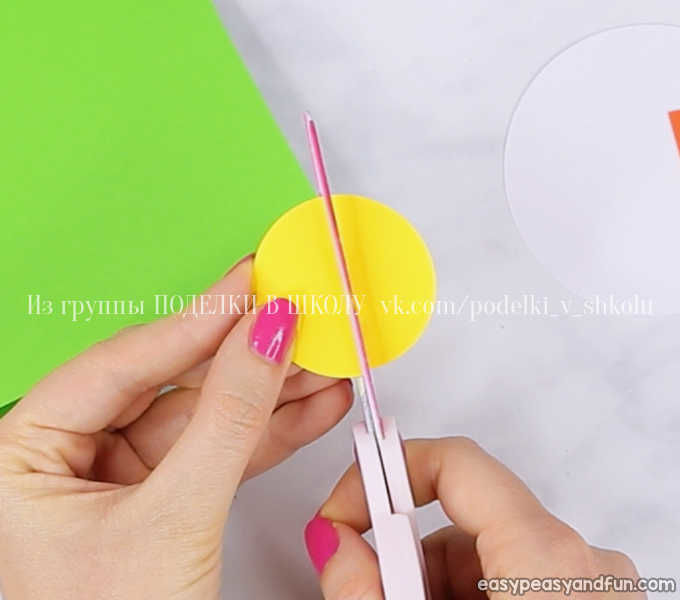 Из группы ПОДЕЛКИ В ШКОЛУ vk.com/podelki_v_shkolu
easypeasyandfun.com